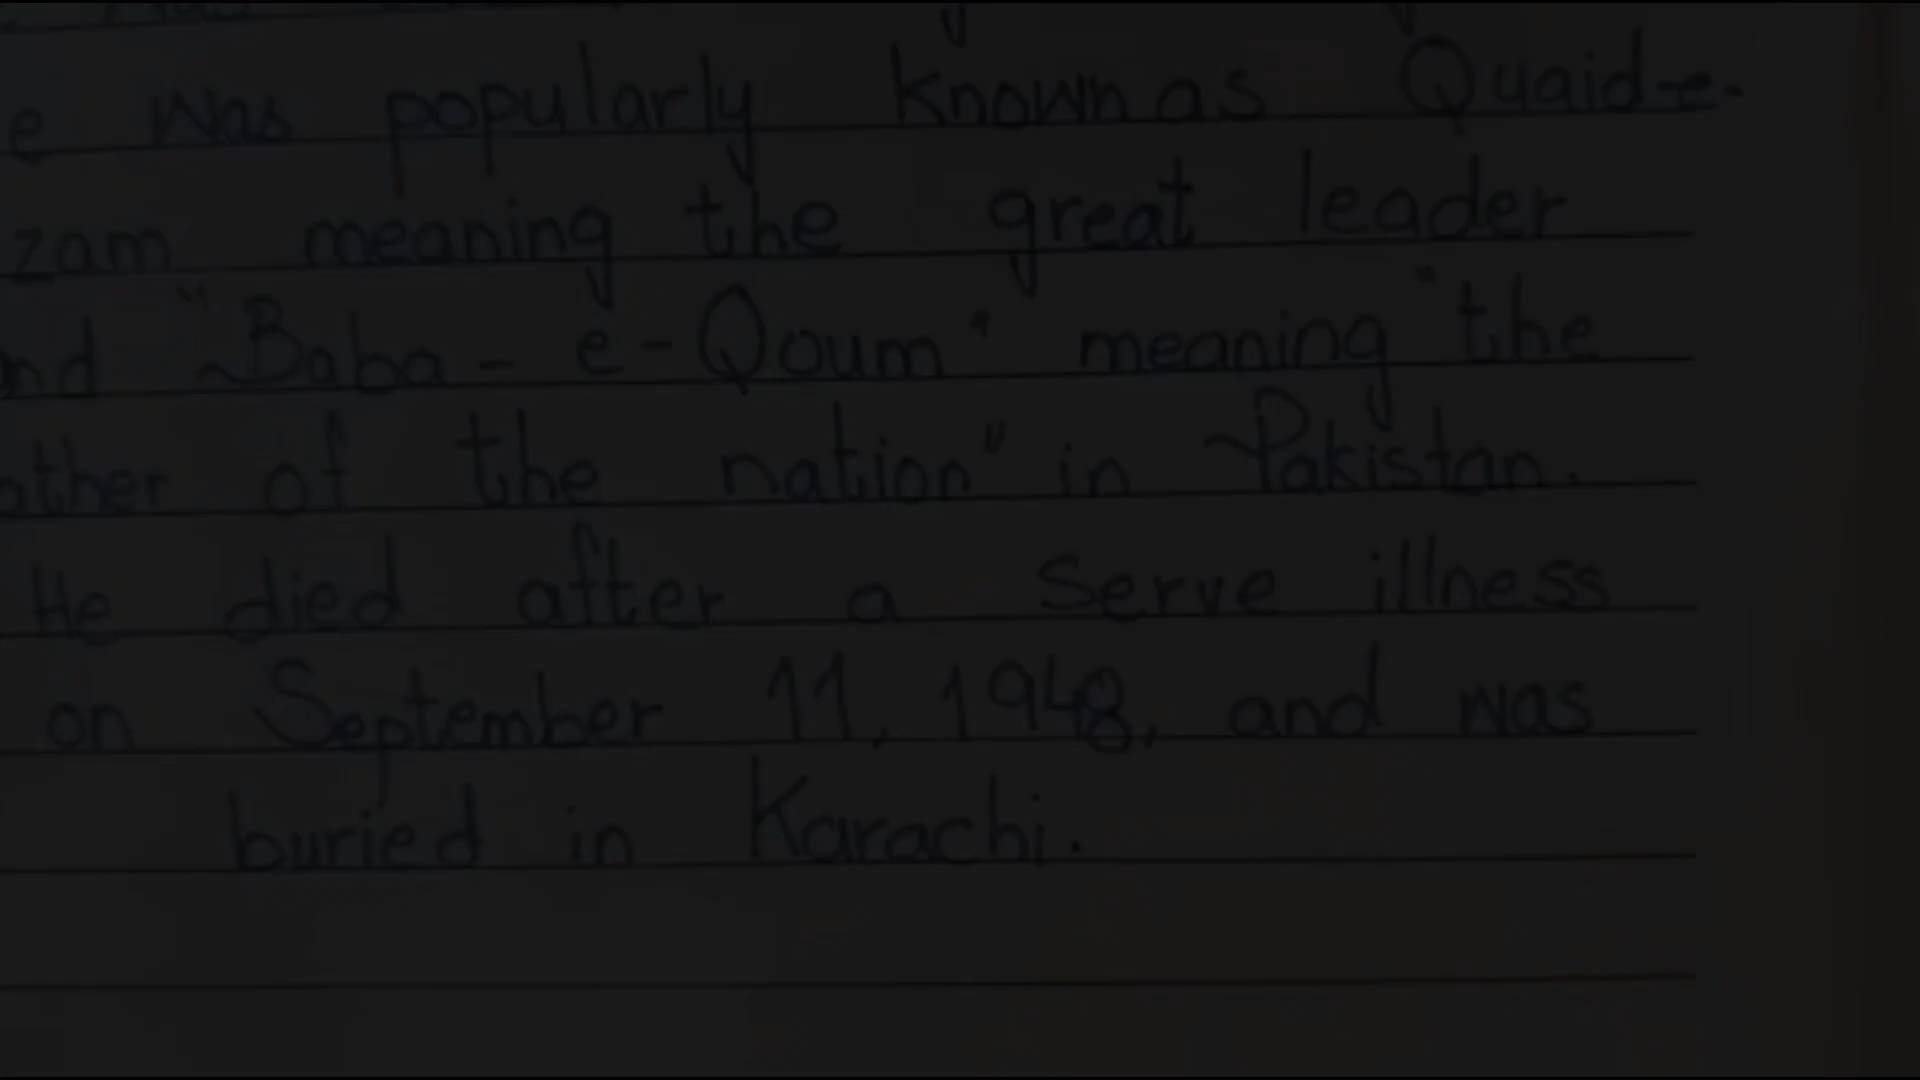 e was popularly known as Quaid-e-
zam meaning the great leader
nd "Baba - e - Qoum" meaning "the
ather of the nation" in Pakistan.
He died after a Serve illness
on September 11, 1948, and was
buried in Karachi.